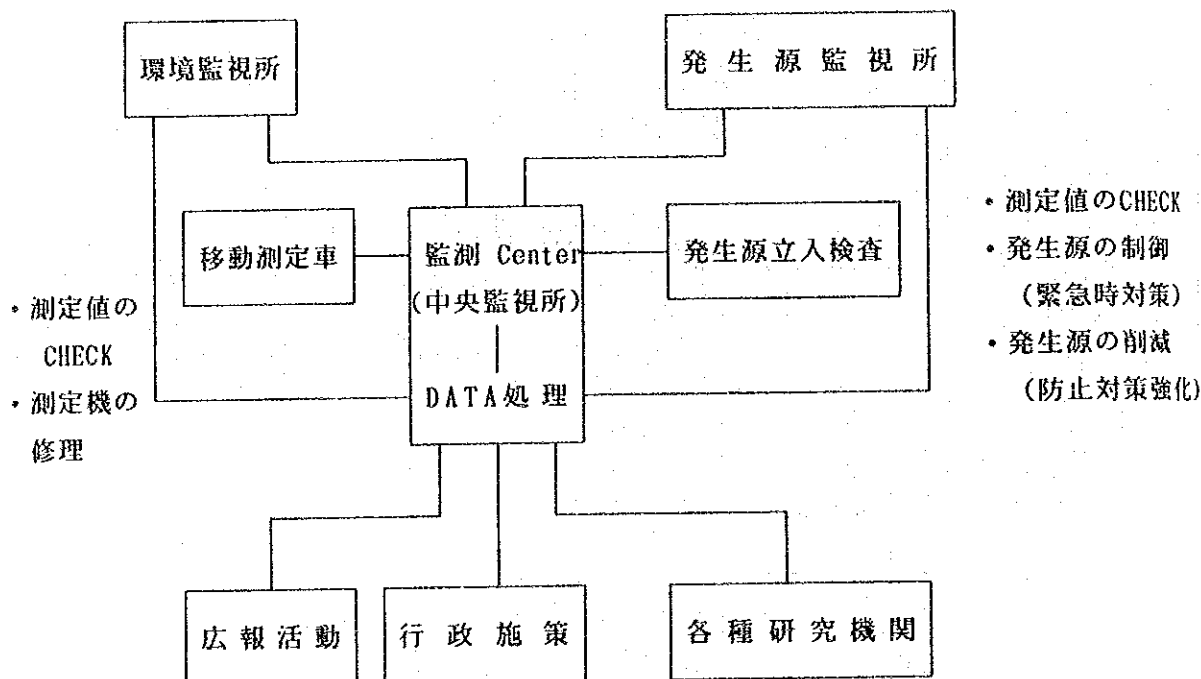 環境監視所
発生源監視所
移動測定車
監測 Center
(中央監視所)
DATA処理
発生源立入検査
・測定値の
CHECK
・測定機の
修理
・測定値のCHECK
・発生源の制御
(緊急時対策)
・発生源の削減
(防止対策強化)
広報活動
行政施策
各種研究機関